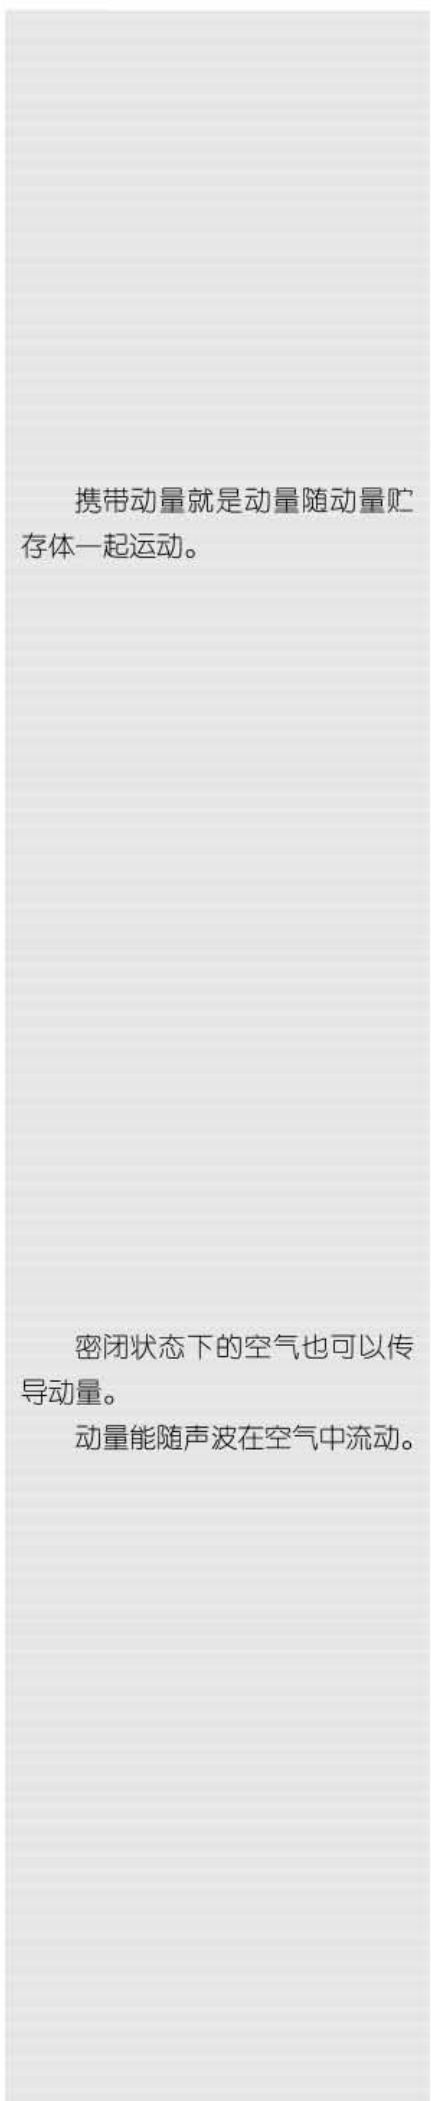 携带动量就是动量随动量贮
存体一起运动。
密闭状态下的空气也可以传
导动量。
动量能随声波在空气中流动。